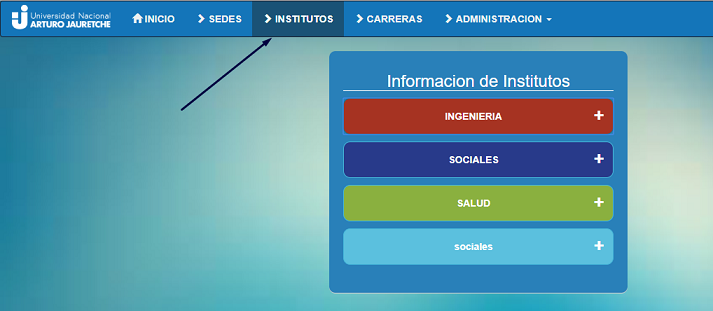 Universidad Nacional
ARTURO JAURETCHE
INICIO
SEDES
INSTITUTOS
CARRERAS
ADMINISTRACION
Informacion de Institutos
INGENIERIA
SOCIALES
SALUD
sociales